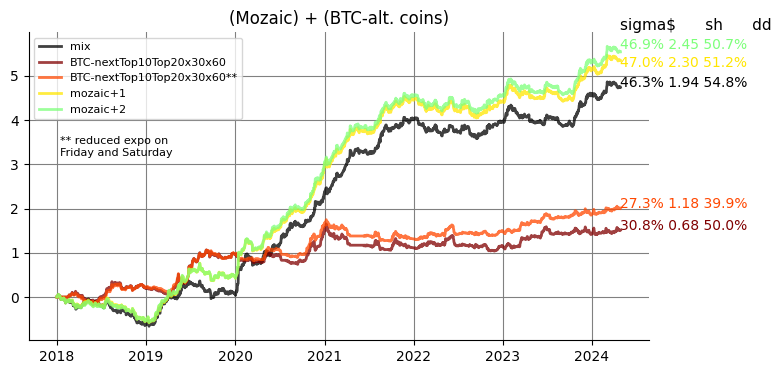 (Mozaic) + (BTC-alt. coins)
sigma$ sh dd
mix
BTC-nextTop10Top20x30x60
BTC-nextTop10Top20x30x60**
mozaic+1
mozaic+2
** reduced expo on
Friday and Saturday
46.9% 2.45 50.7%
47.0% 2.30 51.2%
46.3% 1.94 54.8%
27.3% 1.18 39.9%
30.8% 0.68 50.0%
5
4
3
2
1
0
2018 2019 2020 2021 2022 2023 2024